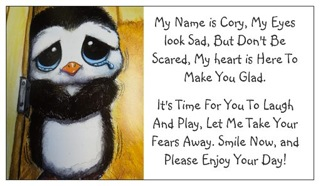 My Name is Cory, My Eyes
look Sad, But Don't Be
Scared, My heart is Here To
Make You Glad.
It's Time For You To Laugh
And Play, Let Me Take Your
Fears Away. Smile Now, and
Please Enjoy Your Day!